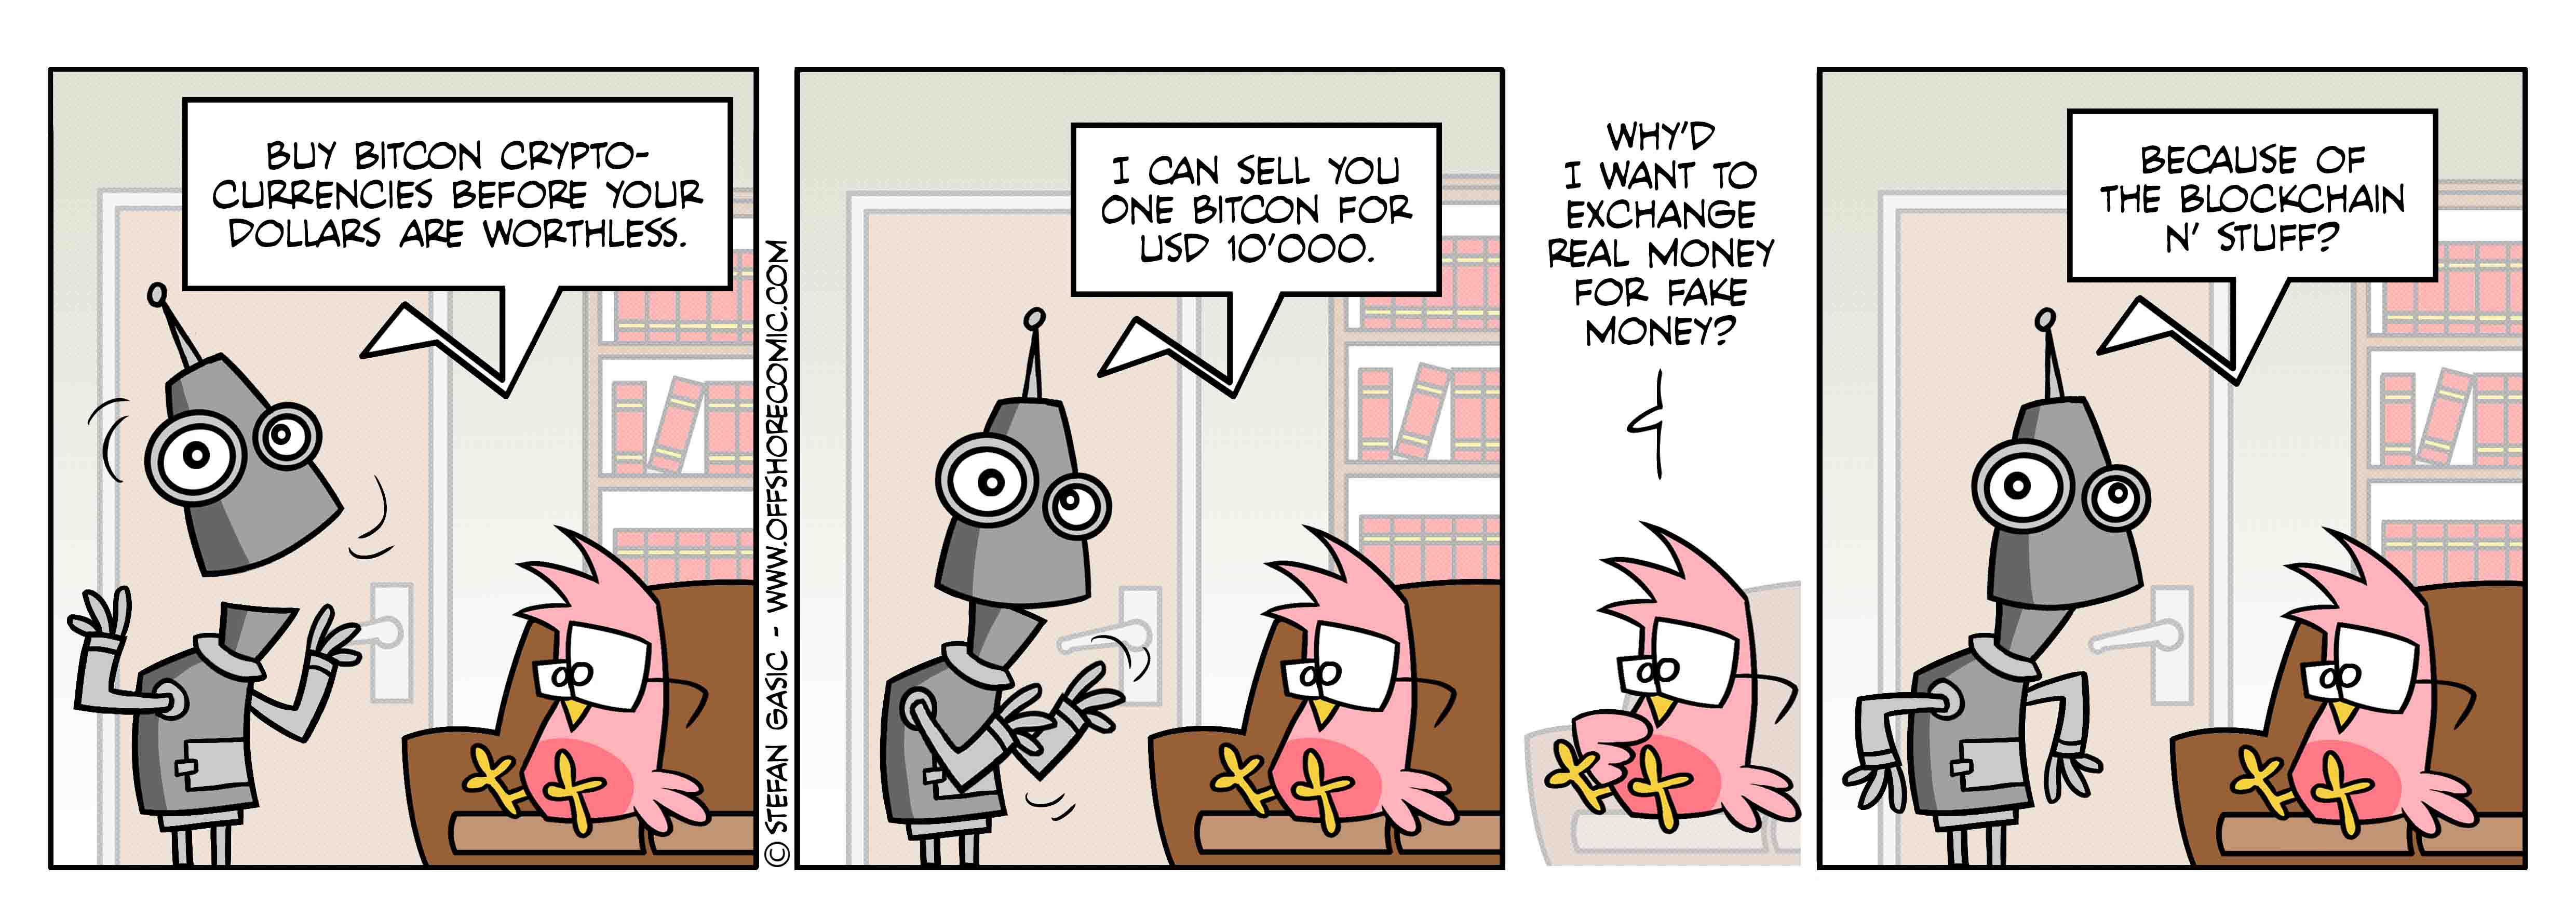 BUY BITCON CRYPTO-
CURRENCIES BEFORE YOUR
DOLLARS ARE WORTHLESS.
© STEFAN GASIC - WWW.OFFSHORECOMIC.COM
I CAN SELL YOU
ONE BITCON FOR
USD 10'000.
WHY'D
I WANT TO
EXCHANGE
REAL MONEY
FOR FAKE
MONEY?
BECAUSE OF
THE BLOCKCHAIN
N' STUFF?